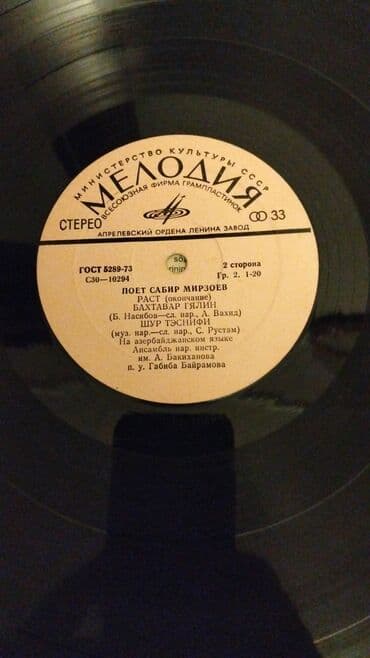 МИНИСТЕРСТВО КУЛЬТУРЫ СССР
МЕЛОДИЯ
ВСЕСОЮЗНАЯ ФИРМА ГРАМПЛАСТИНОК
СТЕРЕО
33
АПРЕЛЕВСКИЙ ОРДЕНА ЛЕНИНА ЗАВОД
ГОСТ 5289-73
2 сторона
С30—10294
Гр. 2. 1-20
ПОЕТ САБИР МИРЗОЕВ
РАСТ (окончание)
БАХТАВАР ГЯЛИН
(Б. Насибов—сл. нар., А. Вахид)
ШУР ТЭСНИФИ
(муз. нар.—сл. нар., С. Рустам)
На азербайджанском языке
Ансамбль нар. инстр.
им. А. Бакиханова
п. у. Габиба Байрамова